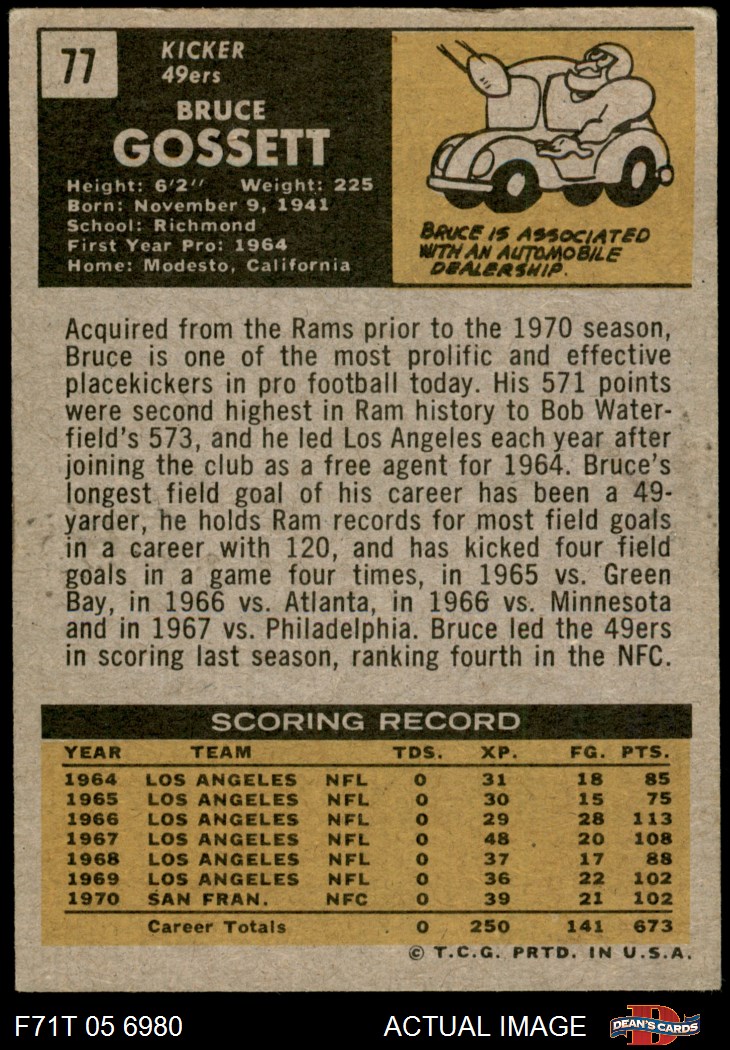 77
KICKER
49ers
BRUCE
GOSSETT
Height: 6'2" Weight: 225
Born: November 9, 1941
School: Richmond
First Year Pro: 1964
Home: Modesto, California
BRUCE IS ASSOCIATED
WITH AN AUTOMOBILE
DEALERSHIP.
Acquired from the Rams prior to the 1970 season,
Bruce is one of the most prolific and effective
placekickers in pro football today. His 571 points
were second highest in Ram history to Bob Water-
field's 573, and he led Los Angeles each year after
joining the club as a free agent for 1964. Bruce's
longest field goal of his career has been a 49-
yarder, he holds Ram records for most field goals
in a career with 120, and has kicked four field
goals in a game four times, in 1965 vs. Green
Bay, in 1966 vs. Atlanta, in 1966 vs. Minnesota
and in 1967 vs. Philadelphia. Bruce led the 49ers
in scoring last season, ranking fourth in the NFC.
SCORING RECORD
YEAR TEAM TDS. XP. FG. PTS.
1964 LOS ANGELES NFL 0 31 18 85
1965 LOS ANGELES NFL 0 30 15 75
1966 LOS ANGELES NFL 0 29 28 113
1967 LOS ANGELES NFL 0 48 20 108
1968 LOS ANGELES NFL 0 37 17 88
1969 LOS ANGELES NFL 0 36 22 102
1970 SAN FRAN. NFC 0 39 21 102
Career Totals 0 250 141 673
© T.C.G. PRTD. IN U.S.A.
F71T 05 6980 ACTUAL IMAGE D DEAN'S CARDS